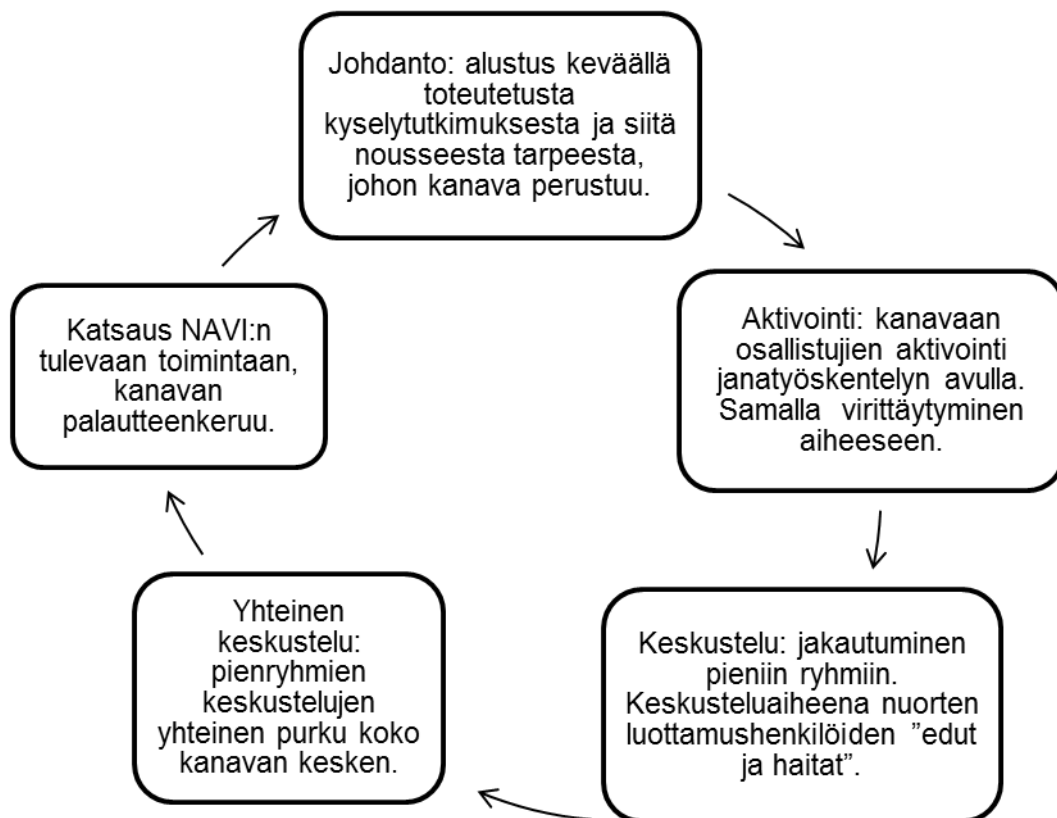 Johdanto: alustus keväällä
toteutetusta
kyselytutkimuksesta ja siitä
nousseesta tarpeesta,
johon kanava perustuu.
Aktivointi: kanavaan
osallistujien aktivointi
janatyöskentelyn avulla.
Samalla virittäytyminen
aiheeseen.
Keskustelu: jakautuminen
pieniin ryhmiin.
Keskusteluaiheena nuorten
luottamushenkilöiden ”edut
ja haitat”.
Yhteinen
keskustelu:
pienryhmien
keskustelujen
yhteinen purku koko
kanavan kesken.
Katsaus NAVI:n
tulevaan toimintaan,
kanavan
palautteenkeruu.